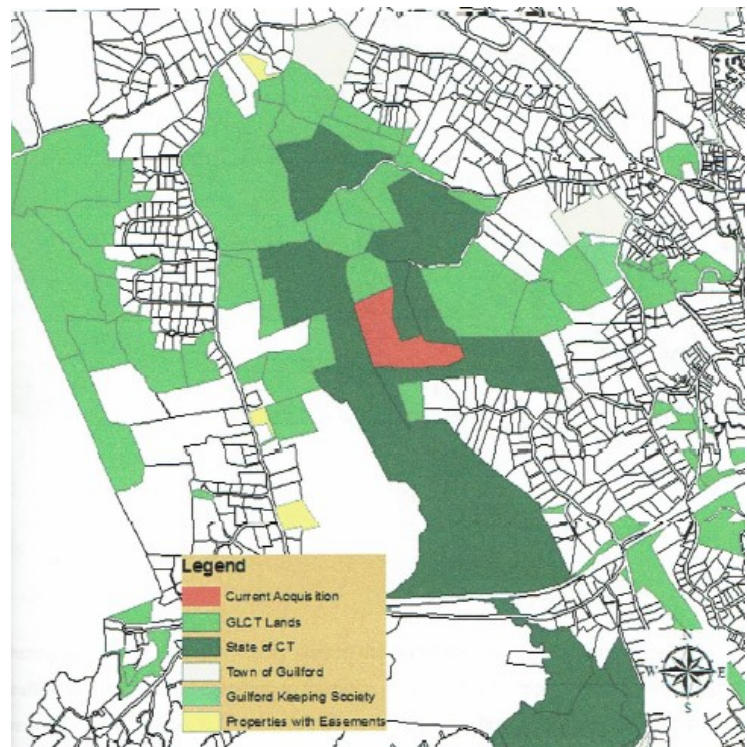 Legend
Current Acquisition
GLCT Lands
State of CT
Town of Guilford
Guilford Keeping Society
Properties with Easements
N
W
E
S